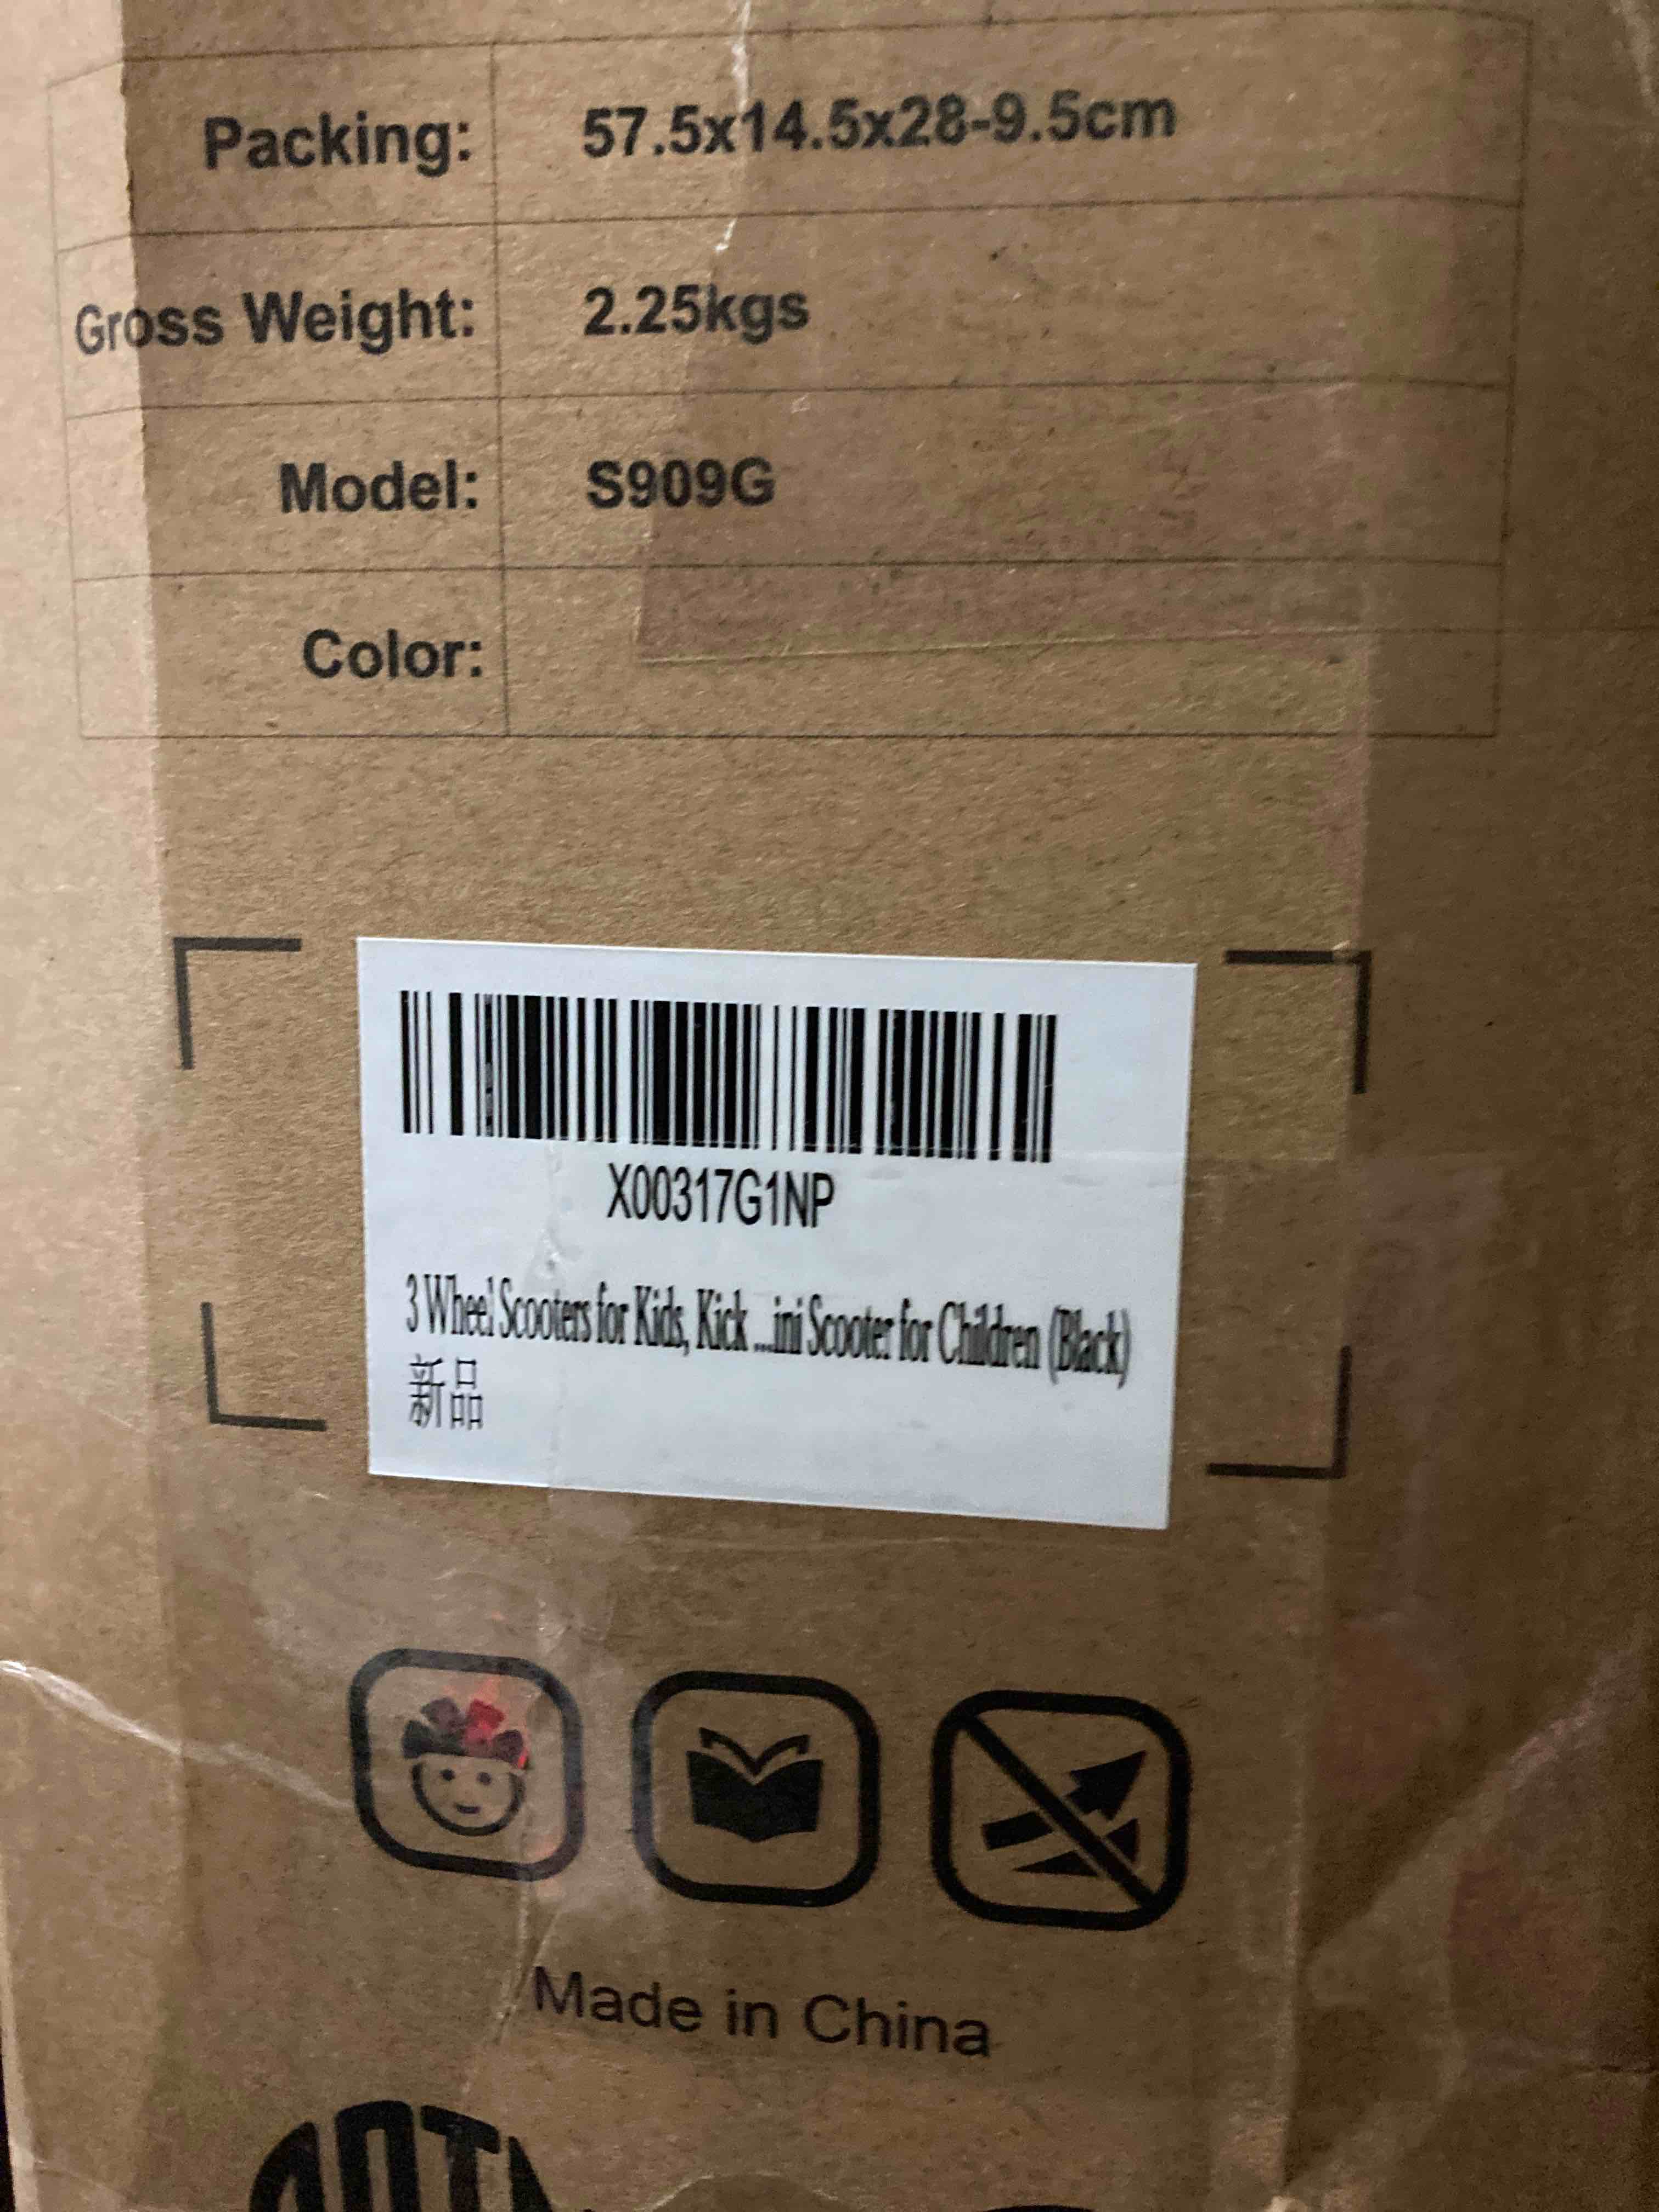 Packing: 57.5x14.5x28-9.5cm
Gross Weight: 2.25kgs
Model: S909G
Color:
X00317G1NP
3 Wheel Scooters for Kids, Kick ...ini Scooter for Children (Black)
新品
Made in China